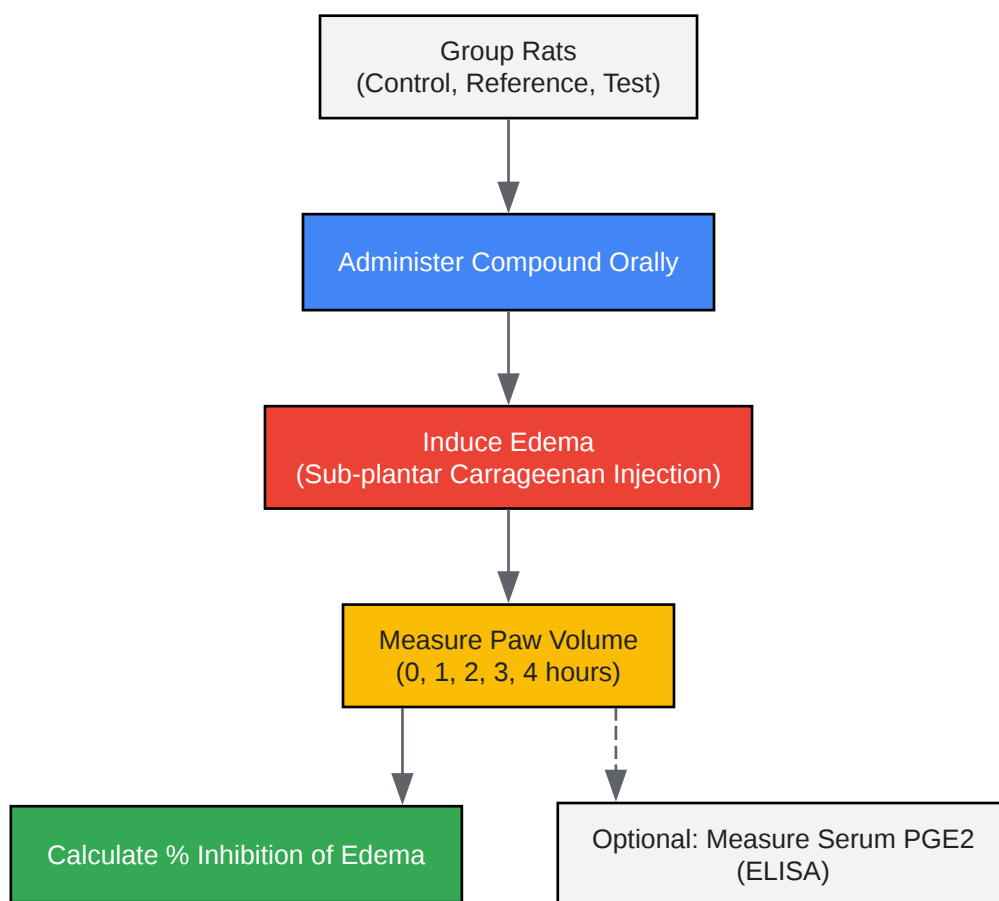 Group Rats
(Control, Reference, Test)
Administer Compound Orally
Induce Edema
(Sub-plantar Carrageenan Injection)
Measure Paw Volume
(0, 1, 2, 3, 4 hours)
Calculate % Inhibition of Edema
Optional: Measure Serum PGE2
(ELISA)